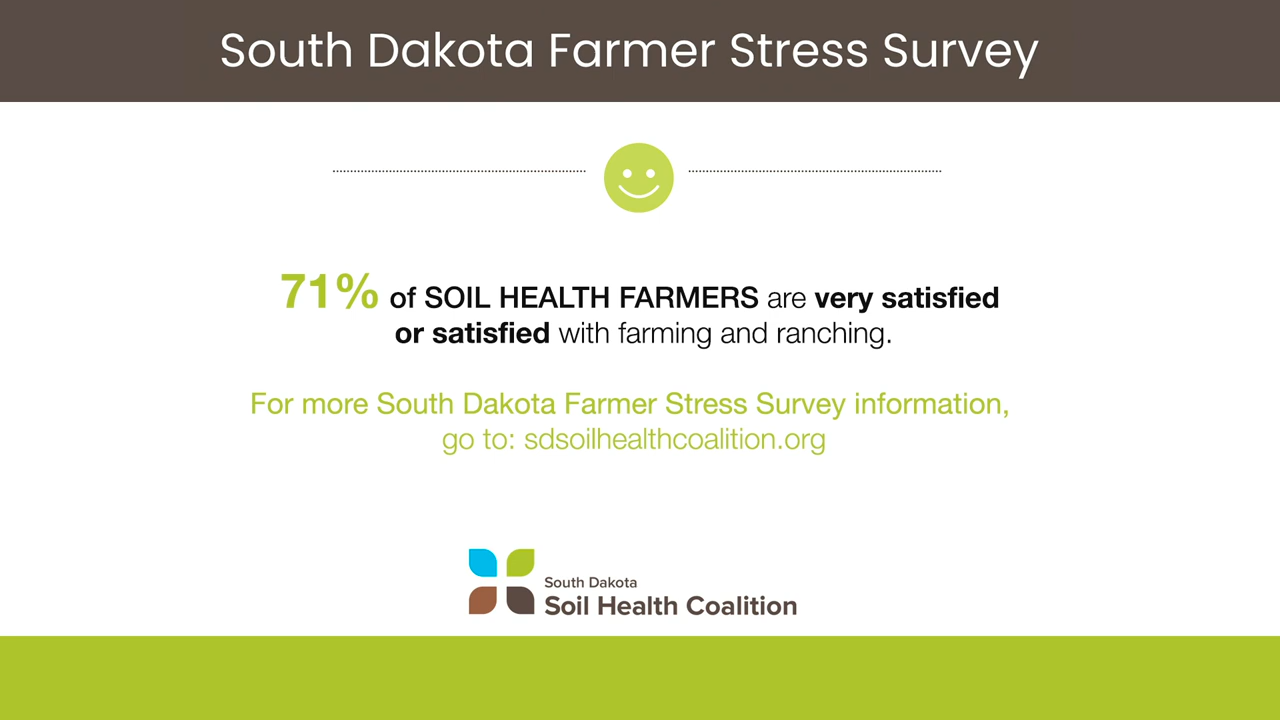 South Dakota Farmer Stress Survey
71% of SOIL HEALTH FARMERS are very satisfied
or satisfied with farming and ranching.
For more South Dakota Farmer Stress Survey information,
go to: sdsoilhealthcoalition.org
South Dakota
Soil Health Coalition